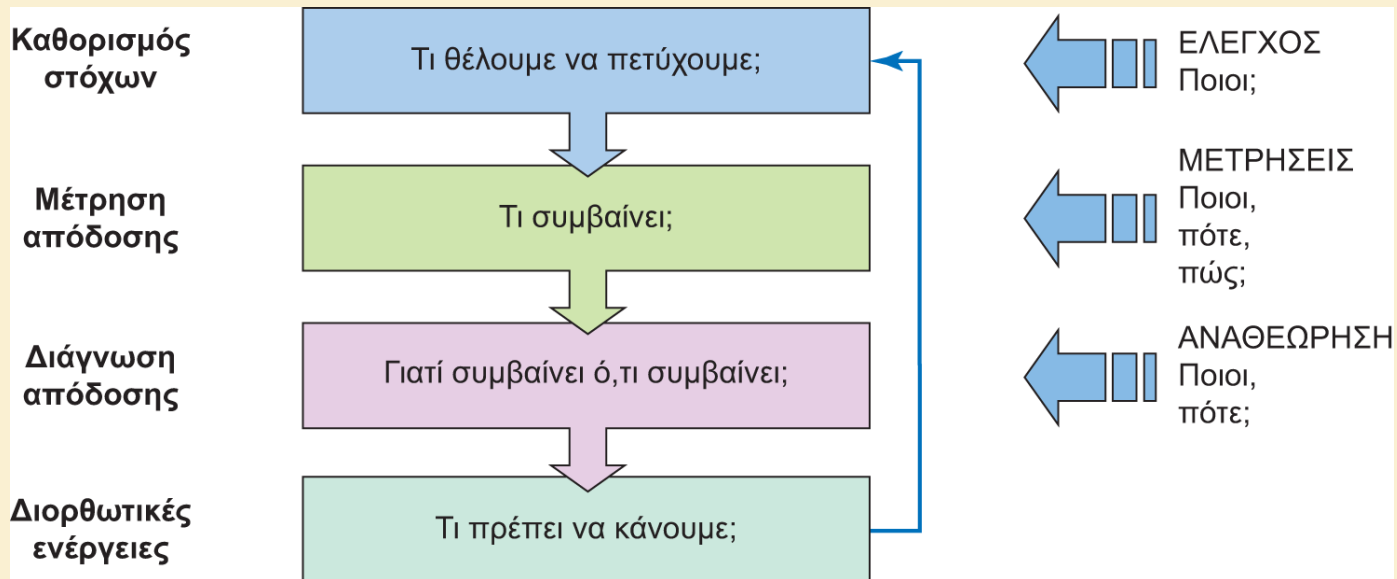 Καθορισμός
στόχων
Τι θέλουμε να πετύχουμε;
ΕΛΕΓΧΟΣ
Ποιοι;
Μέτρηση
απόδοσης
Τι συμβαίνει;
ΜΕΤΡΗΣΕΙΣ
Ποιοι,
πότε,
πώς;
Διάγνωση
απόδοσης
Γιατί συμβαίνει ό,τι συμβαίνει;
ΑΝΑΘΕΩΡΗΣΗ
Ποιοι,
πότε;
Διορθωτικές
ενέργειες
Τι πρέπει να κάνουμε;